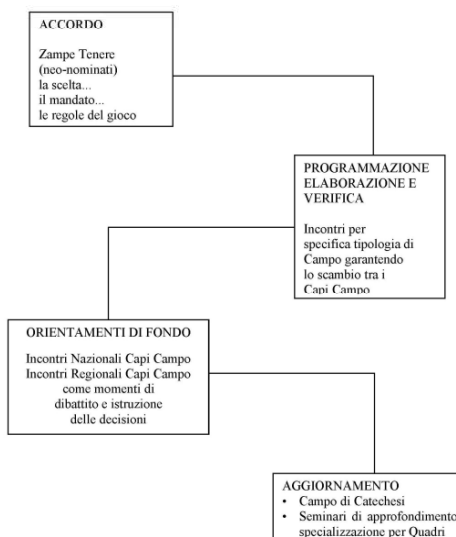 ACCORDO
Zampe Tenere
(neo-nominati)
la scelta...
il mandato...
le regole del gioco
PROGRAMMAZIONE
ELABORAZIONE E
VERIFICA
Incontri per
specifica tipologia di
Campo garantendo
lo scambio tra i
Capi Campo
ORIENTAMENTI DI FONDO
Incontri Nazionali Capi Campo
Incontri Regionali Capi Campo
come momenti di
dibattito e istruzione
delle decisioni
AGGIORNAMENTO
• Campo di Catechesi
• Seminari di approfondimento
specializzazione per Quadri